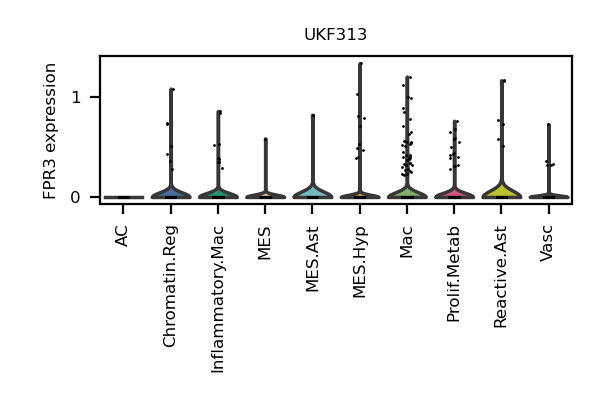 UKF313
FPR3 expression
1
0
AC
Chromatin.Reg
Inflammatory.Mac
MES
MES.Ast
MES.Hyp
Mac
Prolif.Metab
Reactive.Ast
Vasc